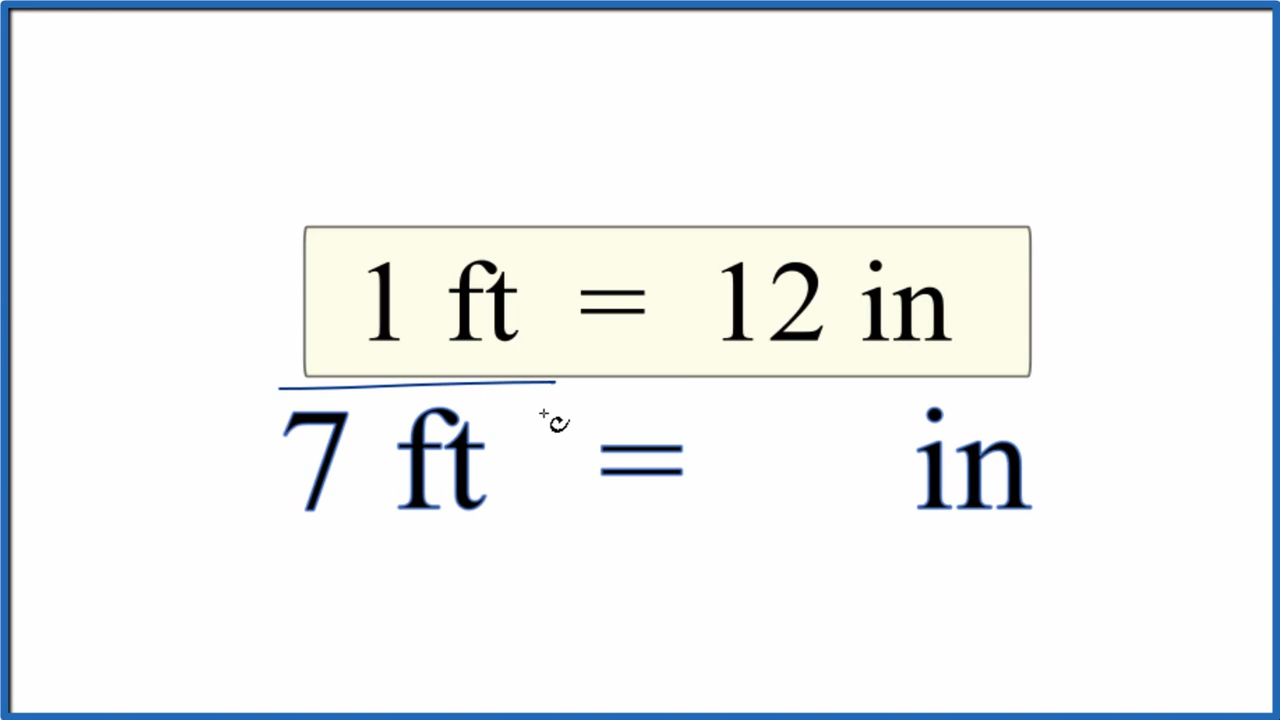 1 ft = 12 in
7 ft = in